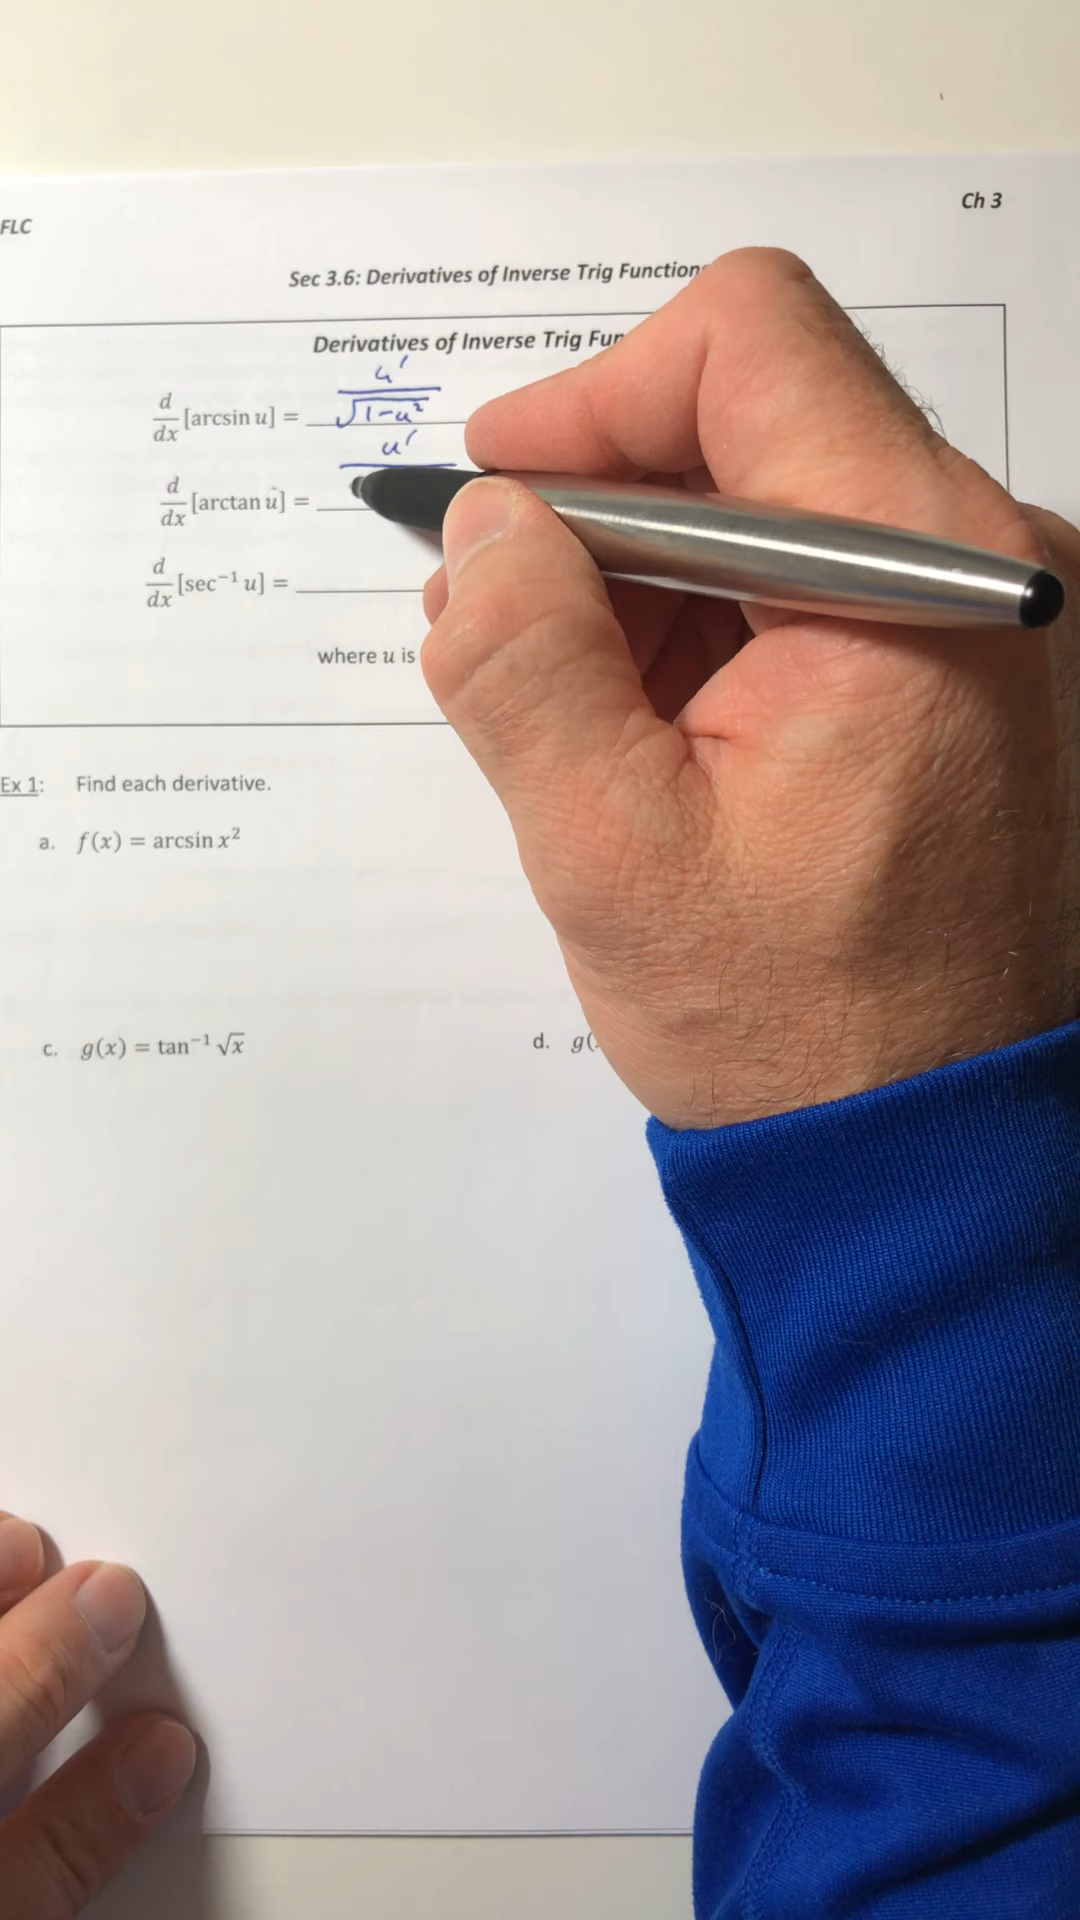 Ch 3
FLC
Sec 3.6: Derivatives of Inverse Trig Function
Derivatives of Inverse Trig
d/dx [arcsin u] = u'/√(1-u²)
d/dx [arctan u] = u'/
d/dx [sec⁻¹ u] =
where u is
Ex 1: Find each derivative.
a. f(x) = arcsin x²
c. g(x) = tan⁻¹ √x d. g(